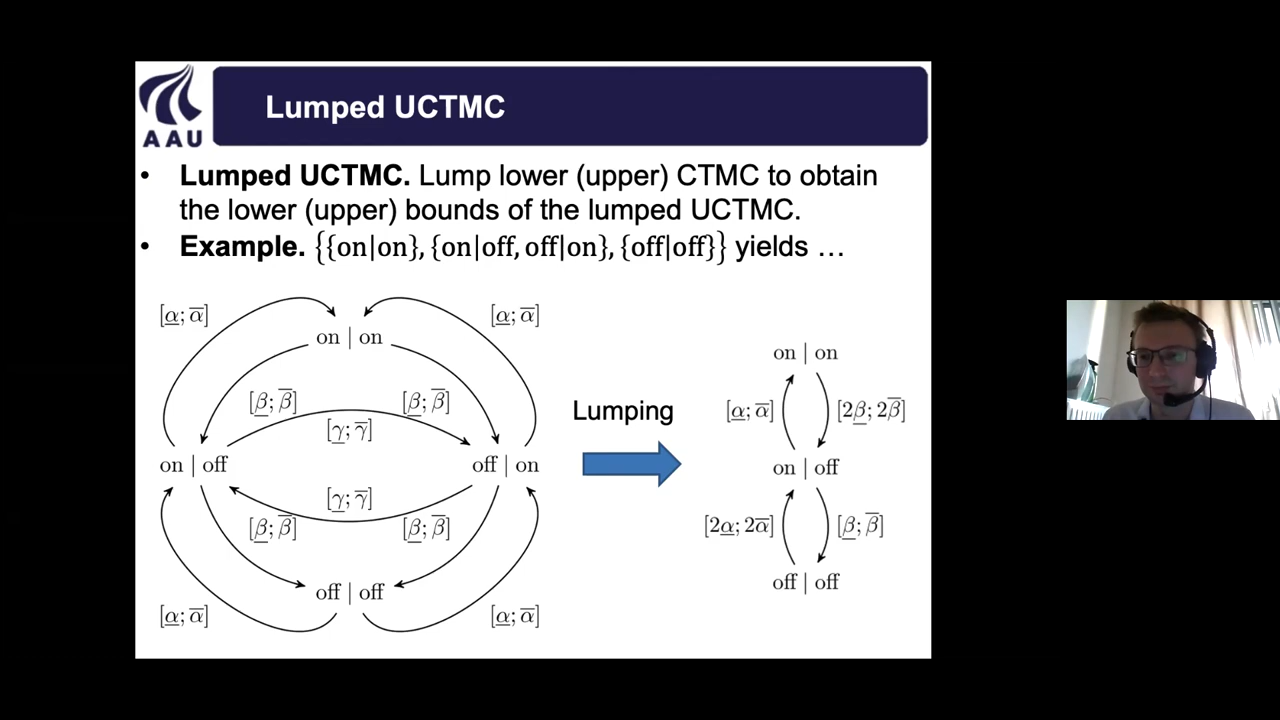 AAU
Lumped UCTMC
• Lumped UCTMC. Lump lower (upper) CTMC to obtain
the lower (upper) bounds of the lumped UCTMC.
• Example. {{on|on}, {on|off, off|on}, {off|off}} yields …
[α̲; α̅]
[α̲; α̅]
on | on
[β̲; β̅]
[β̲; β̅]
[γ̲; γ̅]
on | off
off | on
[γ̲; γ̅]
[β̲; β̅]
[β̲; β̅]
off | off
[α̲; α̅]
[α̲; α̅]
Lumping
on | on
[α̲; α̅]
[2β̲; 2β̅]
on | off
[2α̲; 2α̅]
[β̲; β̅]
off | off